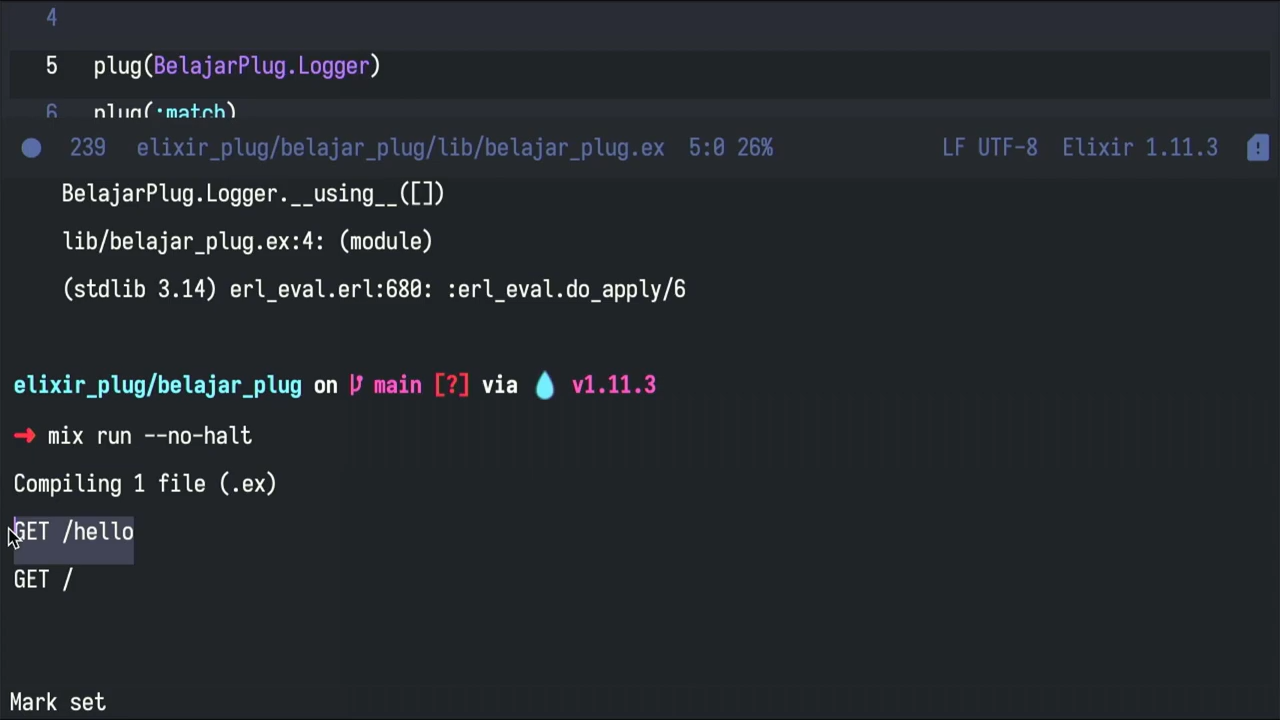 4
5 plug(BelajarPlug.Logger)
6 plug(:match)
239 elixir_plug/belajar_plug/lib/belajar_plug.ex 5:0 26% LF UTF-8 Elixir 1.11.3 !
BelajarPlug.Logger.__using__([])
lib/belajar_plug.ex:4: (module)
(stdlib 3.14) erl_eval.erl:680: :erl_eval.do_apply/6
elixir_plug/belajar_plug on main [?] via 💧 v1.11.3
➜ mix run --no-halt
Compiling 1 file (.ex)
GET /hello
GET /
Mark set